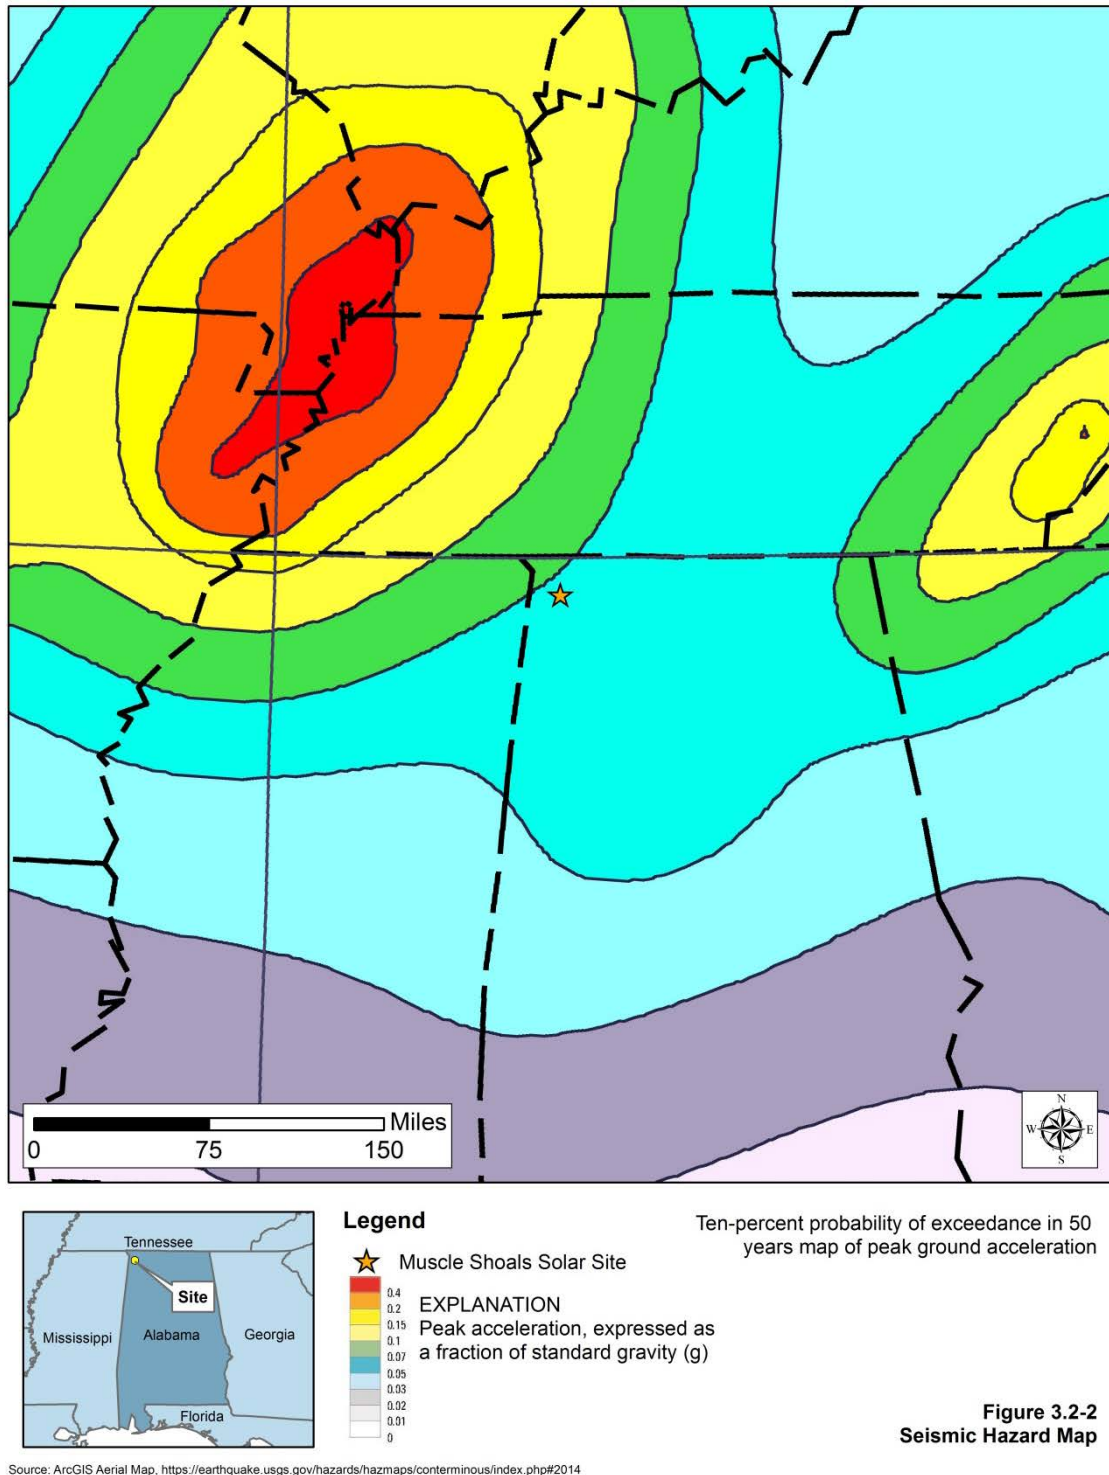 Miles
0 75 150
N
W E
S
Legend
Muscle Shoals Solar Site
EXPLANATION
Peak acceleration, expressed as
a fraction of standard gravity (g)
0.4
0.2
0.15
0.1
0.07
0.05
0.03
0.02
0.01
0
Ten-percent probability of exceedance in 50
years map of peak ground acceleration
Tennessee
Site
Mississippi Alabama Georgia
Florida
Figure 3.2-2
Seismic Hazard Map
Source: ArcGIS Aerial Map, https://earthquake.usgs.gov/hazards/hazmaps/conterminous/index.php#2014